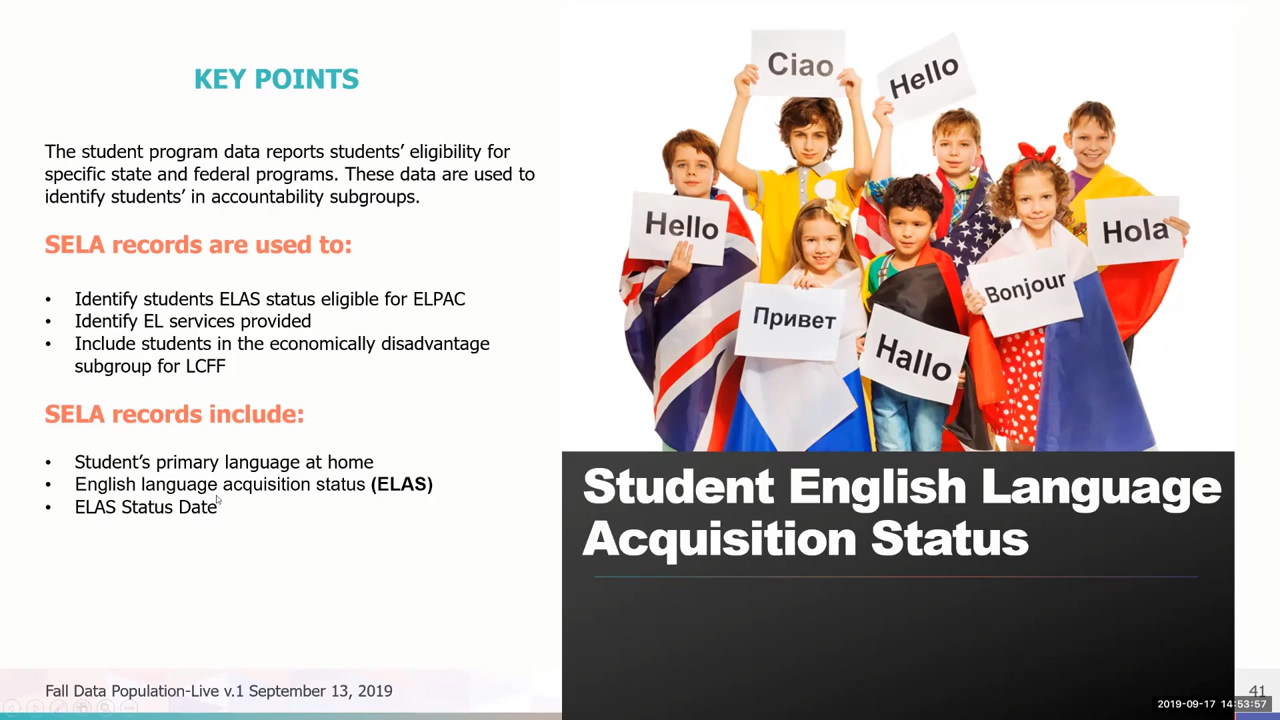 KEY POINTS
The student program data reports students’ eligibility for
specific state and federal programs. These data are used to
identify students’ in accountability subgroups.
SELA records are used to:
• Identify students ELAS status eligible for ELPAC
• Identify EL services provided
• Include students in the economically disadvantage
subgroup for LCFF
SELA records include:
• Student’s primary language at home
• English language acquisition status (ELAS)
• ELAS Status Date
Ciao
Hello
Hello
Hola
Привет
Hallo
Bonjour
Student English Language
Acquisition Status
Fall Data Population-Live v.1 September 13, 2019
41
2019-09-17 14:53:57